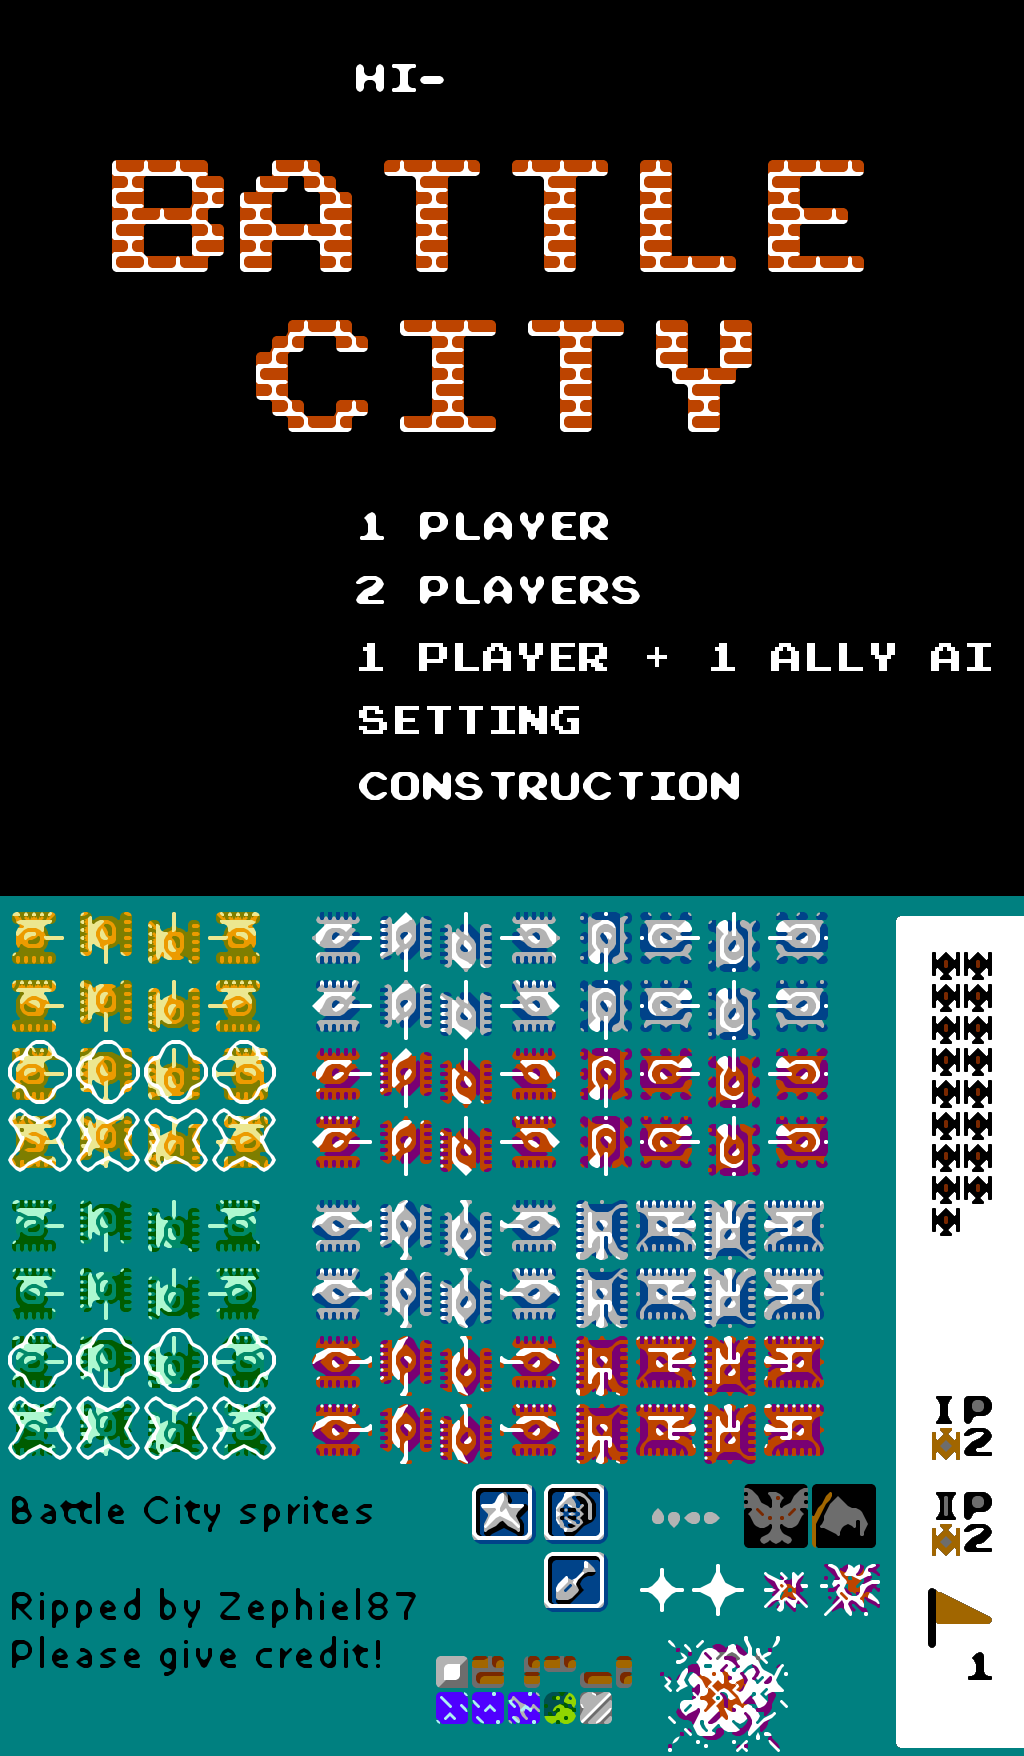 HI-
BATTLE
CITY
1 PLAYER
2 PLAYERS
1 PLAYER + 1 ALLY AI
SETTING
CONSTRUCTION
IP
2
Battle City sprites
IP
2
Ripped by Zephiel87
Please give credit!
1